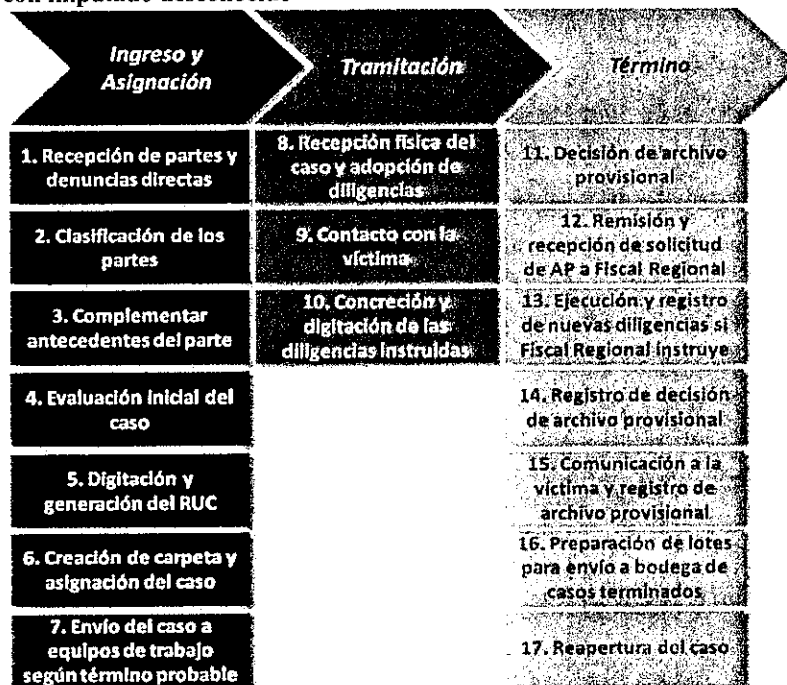 con imputado desconocido
Ingreso y
Asignación
Tramitación
Término
1. Recepción de partes y
denuncias directas
2. Clasificación de los
partes
3. Complementar
antecedentes del parte
4. Evaluación inicial del
caso
5. Digitación y
generación del RUC
6. Creación de carpeta y
asignación del caso
7. Envío del caso a
equipos de trabajo
según término probable
8. Recepción física del
caso y adopción de
diligencias
9. Contacto con la
víctima
10. Concreción y
digitación de las
diligencias instruidas
11. Decisión de archivo
provisional
12. Remisión y
recepción de solicitud
de AP a Fiscal Regional
13. Ejecución y registro
de nuevas diligencias si
Fiscal Regional instruye
14. Registro de decisión
de archivo provisional
15. Comunicación a la
víctima y registro de
archivo provisional
16. Preparación de lotes
para envío a bodega de
casos terminados
17. Reapertura del caso